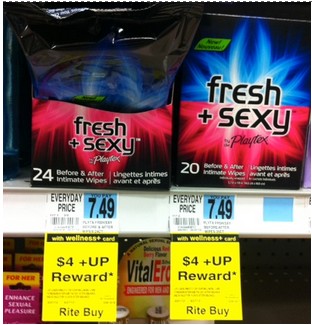 fresh
+ sexy
by Playtex
24 Before & After Lingettes intimes
Intimate Wipes avant et après
New!
Nouveau!
fresh
+ sexy
by Playtex
20 Before & After Lingettes intimes
Intimate Wipes avant et après
EVERYDAY
PRICE
7.49
EVERYDAY
PRICE
7.49
with wellness+ card
$4 +UP
Reward*
Rite Buy
with wellness+ card
$4 +UP
Reward*
Rite Buy
FOR HER
ENHANCE
SEXUAL
PLEASURE
FOR HER